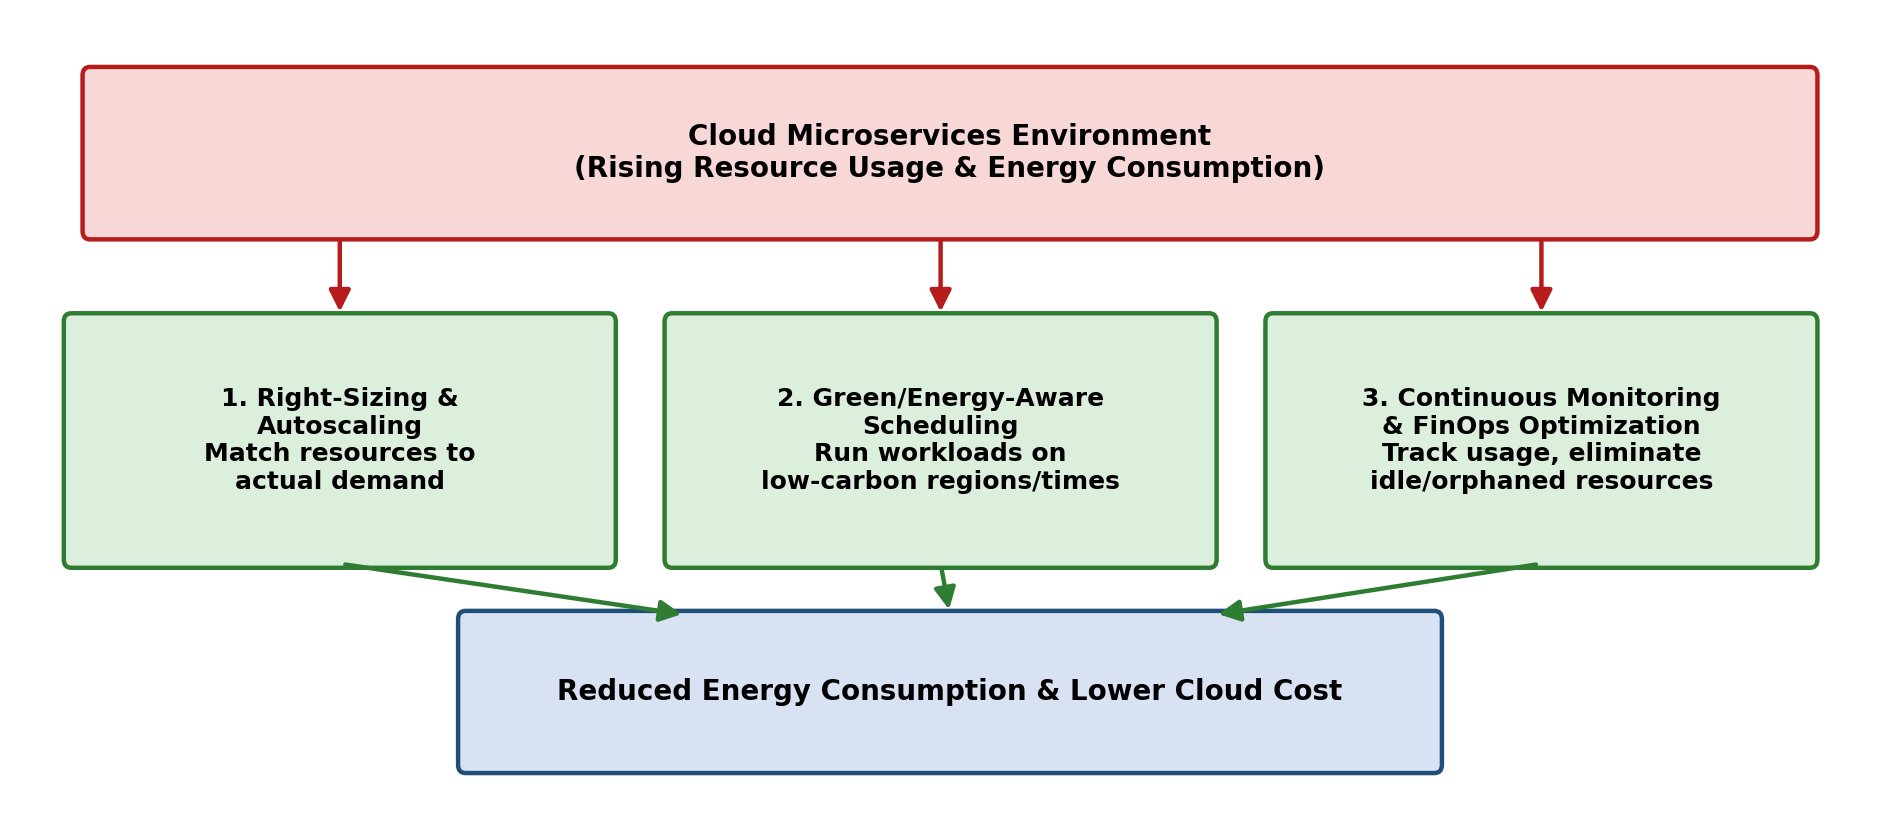 Cloud Microservices Environment
(Rising Resource Usage & Energy Consumption)
1. Right-Sizing &
Autoscaling
Match resources to
actual demand
2. Green/Energy-Aware
Scheduling
Run workloads on
low-carbon regions/times
3. Continuous Monitoring
& FinOps Optimization
Track usage, eliminate
idle/orphaned resources
Reduced Energy Consumption & Lower Cloud Cost